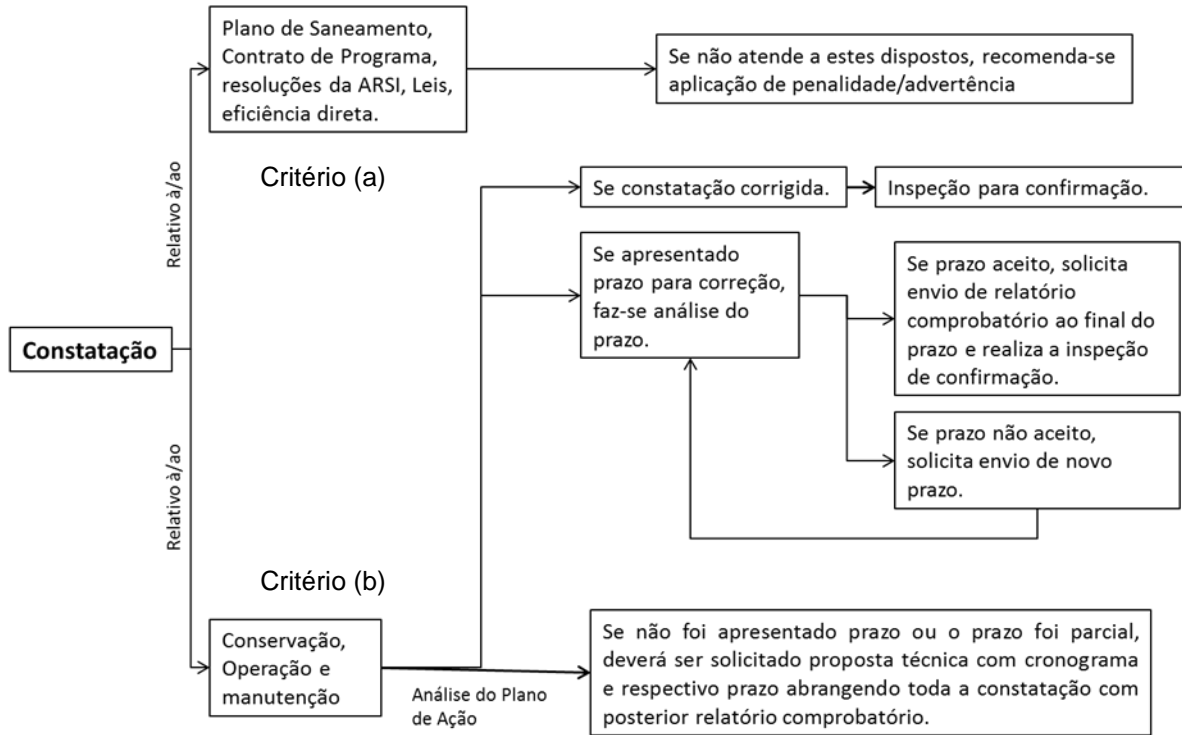 Plano de Saneamento,
Contrato de Programa,
resoluções da ARSI, Leis,
eficiência direta.
Se não atende a estes dispostos, recomenda-se
aplicação de penalidade/advertência
Critério (a)
Relativo à/ao
Se constatação corrigida.
Inspeção para confirmação.
Se apresentado
prazo para correção,
faz-se análise do
prazo.
Se prazo aceito, solicita
envio de relatório
comprobatório ao final do
prazo e realiza a inspeção
de confirmação.
Constatação
Se prazo não aceito,
solicita envio de novo
prazo.
Relativo à/ao
Critério (b)
Conservação,
Operação e
manutenção
Análise do Plano
de Ação
Se não foi apresentado prazo ou o prazo foi parcial,
deverá ser solicitado proposta técnica com cronograma
e respectivo prazo abrangendo toda a constatação com
posterior relatório comprobatório.